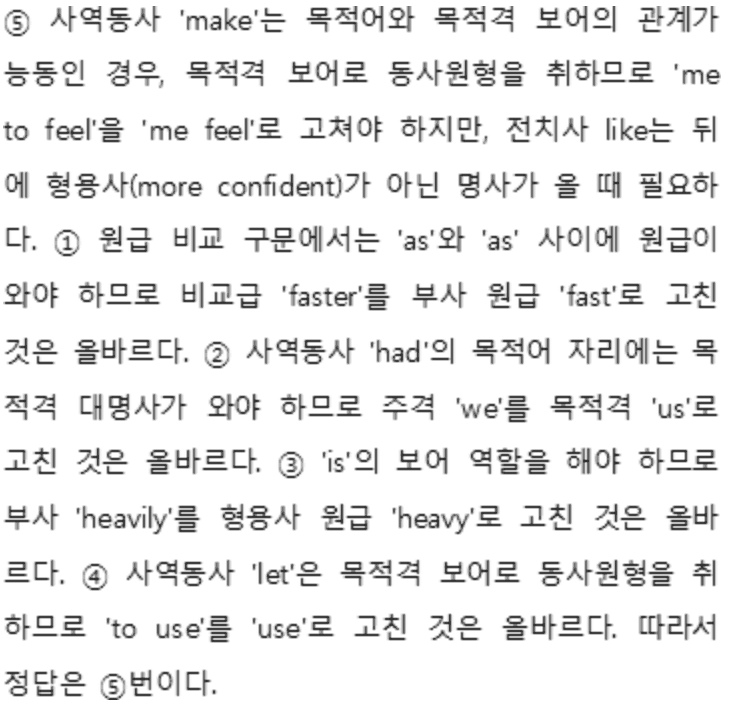 ⑤ 사역동사 'make'는 목적어와 목적격 보어의 관계가
능동인 경우, 목적격 보어로 동사원형을 취하므로 'me
to feel'을 'me feel'로 고쳐야 하지만, 전치사 like는 뒤
에 형용사(more confident)가 아닌 명사가 올 때 필요하
다. ① 원급 비교 구문에서는 'as'와 'as' 사이에 원급이
와야 하므로 비교급 'faster'를 부사 원급 'fast'로 고친
것은 올바르다. ② 사역동사 'had'의 목적어 자리에는 목
적격 대명사가 와야 하므로 주격 'we'를 목적격 'us'로
고친 것은 올바르다. ③ 'is'의 보어 역할을 해야 하므로
부사 'heavily'를 형용사 원급 'heavy'로 고친 것은 올바
르다. ④ 사역동사 'let'은 목적격 보어로 동사원형을 취
하므로 'to use'를 'use'로 고친 것은 올바르다. 따라서
정답은 ⑤번이다.